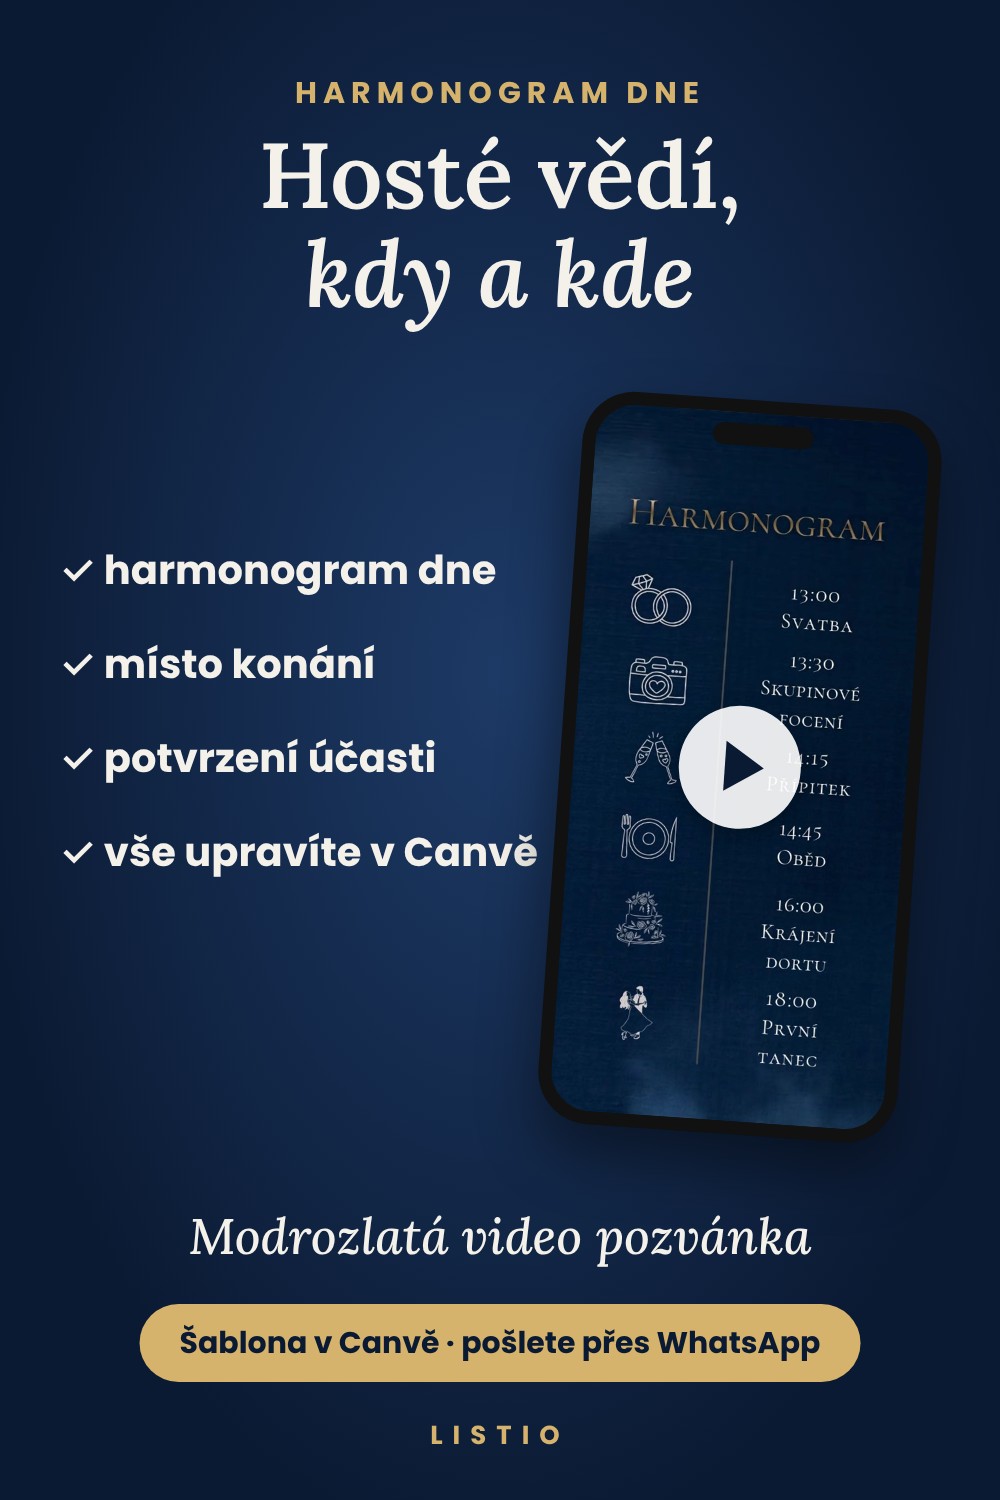 HARMONOGRAM DNE
Hosté vědí,
kdy a kde
✓ harmonogram dne
✓ místo konání
✓ potvrzení účasti
✓ vše upravíte v Canvě
HARMONOGRAM
13:00
SVATBA
13:30
SKUPINOVÉ
FOCENÍ
14:15
PŘÍPITEK
14:45
OBĚD
16:00
KRÁJENÍ
DORTU
18:00
PRVNÍ
TANEC
Modrozlatá video pozvánka
Šablona v Canvě · pošlete přes WhatsApp
LISTIO